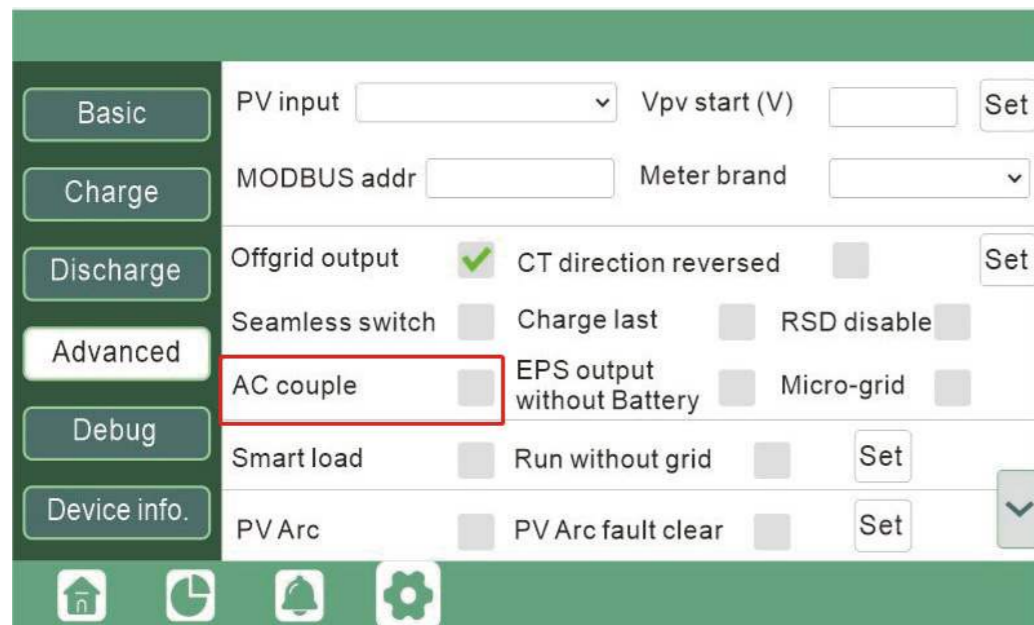 Basic
Charge
Discharge
Advanced
Debug
Device info.
PV input Vpv start (V) Set
MODBUS addr Meter brand
Offgrid output CT direction reversed Set
Seamless switch Charge last RSD disable
AC couple EPS output without Battery Micro-grid
Smart load Run without grid Set
PV Arc PV Arc fault clear Set